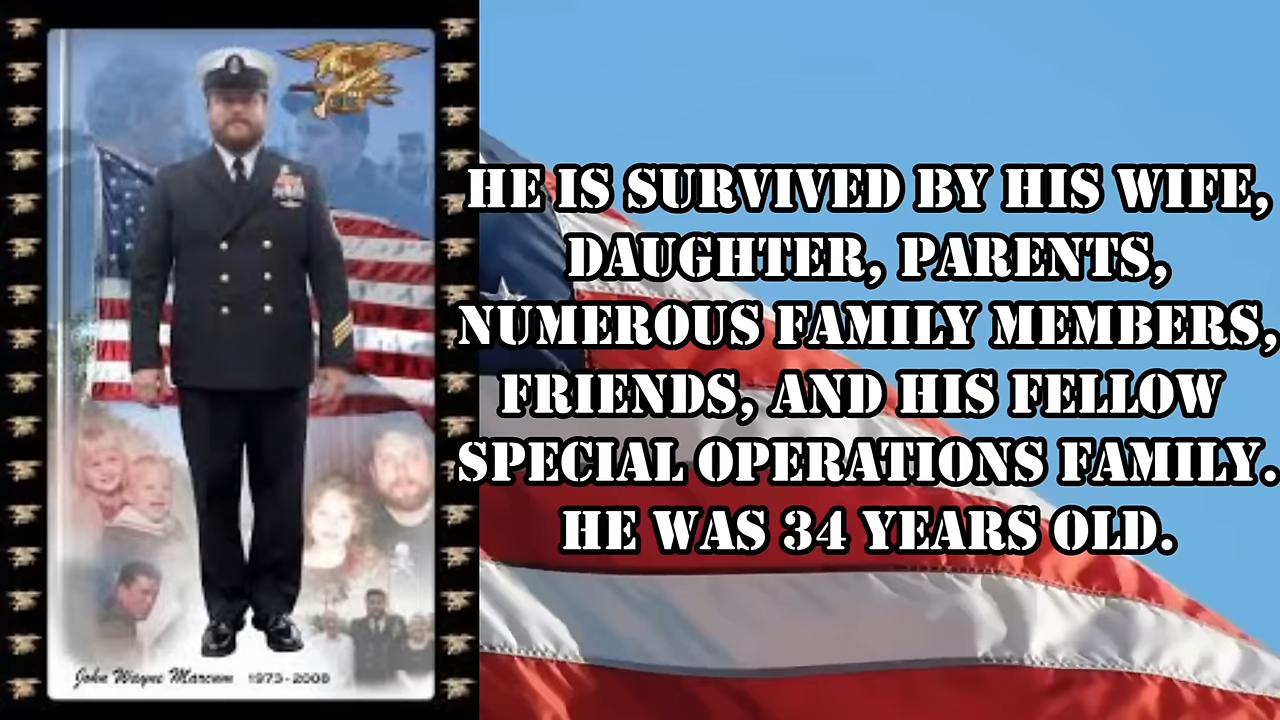 HE IS SURVIVED BY HIS WIFE,
DAUGHTER, PARENTS,
NUMEROUS FAMILY MEMBERS,
FRIENDS, AND HIS FELLOW
SPECIAL OPERATIONS FAMILY.
HE WAS 34 YEARS OLD.
John Wayne Marcum 1973-2008